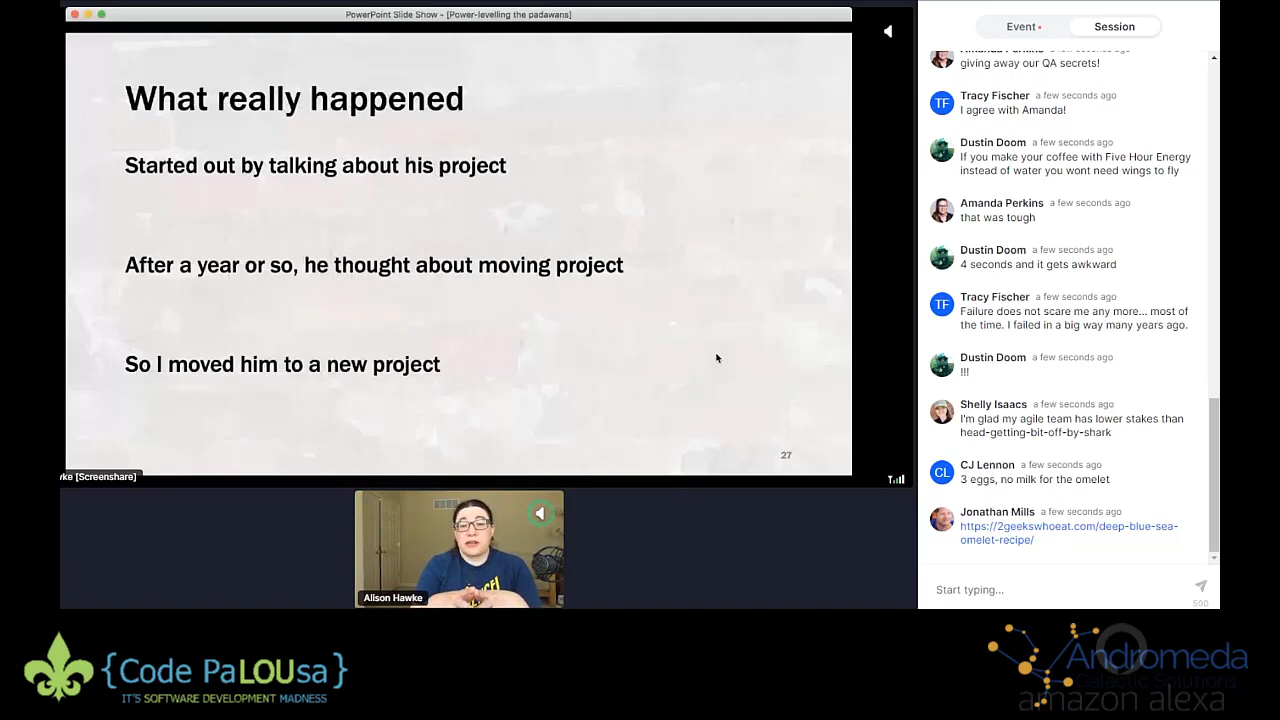 PowerPoint Slide Show - [Power-levelling the padawans]
What really happened
Started out by talking about his project
After a year or so, he thought about moving project
So I moved him to a new project
27
[Screenshare]
Alison Hawke
Event
Session
giving away our QA secrets!
TF
Tracy Fischer a few seconds ago
I agree with Amanda!
Dustin Doom a few seconds ago
If you make your coffee with Five Hour Energy
instead of water you wont need wings to fly
Amanda Perkins a few seconds ago
that was tough
Dustin Doom a few seconds ago
4 seconds and it gets awkward
TF
Tracy Fischer a few seconds ago
Failure does not scare me any more... most of
the time. I failed in a big way many years ago.
Dustin Doom a few seconds ago
!!!
Shelly Isaacs a few seconds ago
I'm glad my agile team has lower stakes than
head-getting-bit-off-by-shark
CL
CJ Lennon a few seconds ago
3 eggs, no milk for the omelet
Jonathan Mills a few seconds ago
https://2geekswhoeat.com/deep-blue-sea-
omelet-recipe/
Start typing...
500
{Code PaLOUsa}
IT'S SOFTWARE DEVELOPMENT MADNESS
Andromeda
Galactic Solutions
amazon alexa